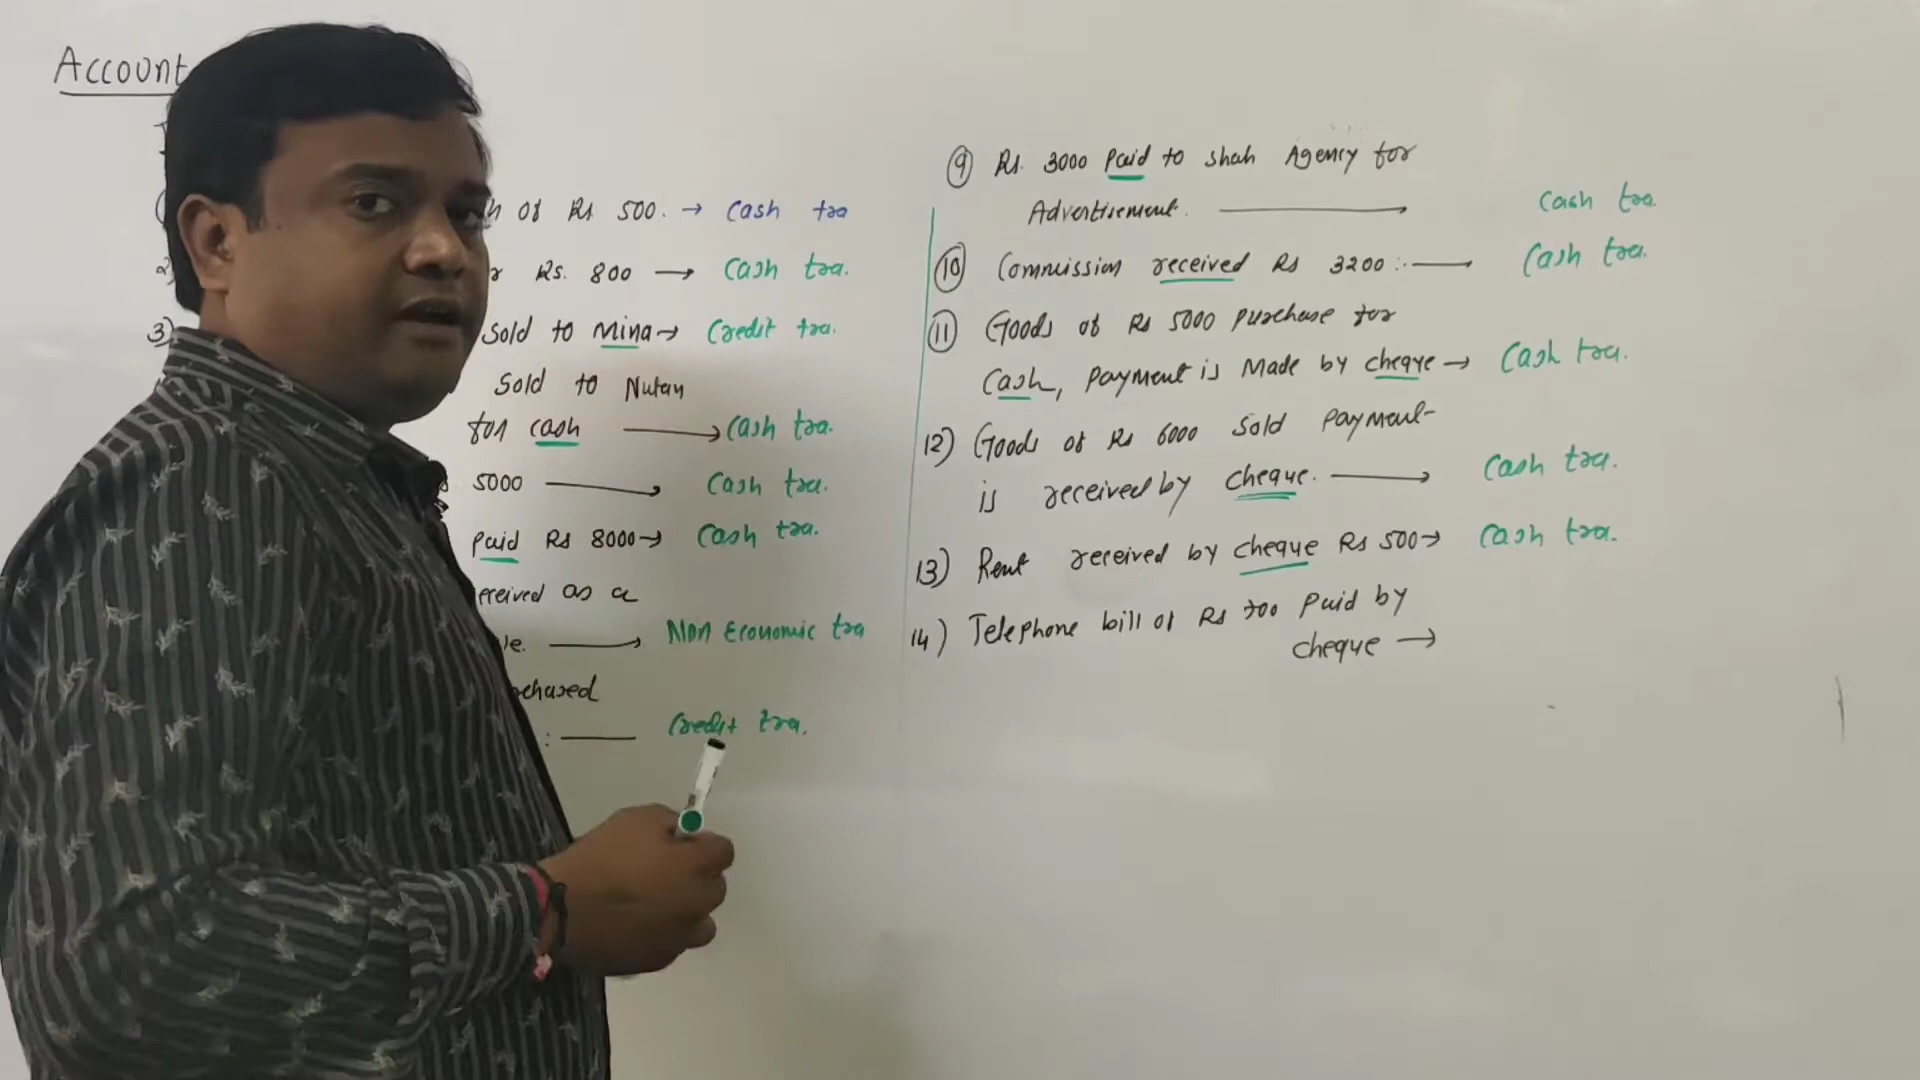 Account
h of Rs 500. → Cash tra
Rs. 800 → Cash tra.
3) Sold to Mina → Credit tra.
Sold to Nutan
for cash → Cash tra.
5000 → Cash tra.
paid Rs 8000 → Cash tra.
eceived as a
le. → Non Economic tra
chased
: — Credit tra.
9 Rs. 3000 paid to shah Agency for
Advertisement. → Cash tra.
10 Commission received Rs 3200 :- → Cash tra.
11 Goods of Rs 5000 purchase for
Cash, payment is Made by cheque → Cash tra.
12) Goods of Rs 6000 Sold payment
is received by cheque. → Cash tra.
13) Rent received by cheque Rs 500 → Cash tra.
14) Telephone bill of Rs 700 paid by
cheque →